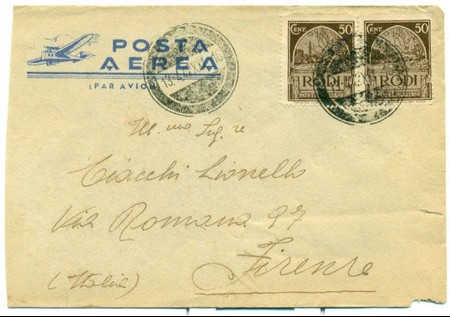 POSTA
AEREA
(PAR AVION)
CENT 50
RODI
CENT 50
RODI
Ill.mo Sig.re
Ciacchi Lionello
Via Romana 97
Firenze
(Italia)